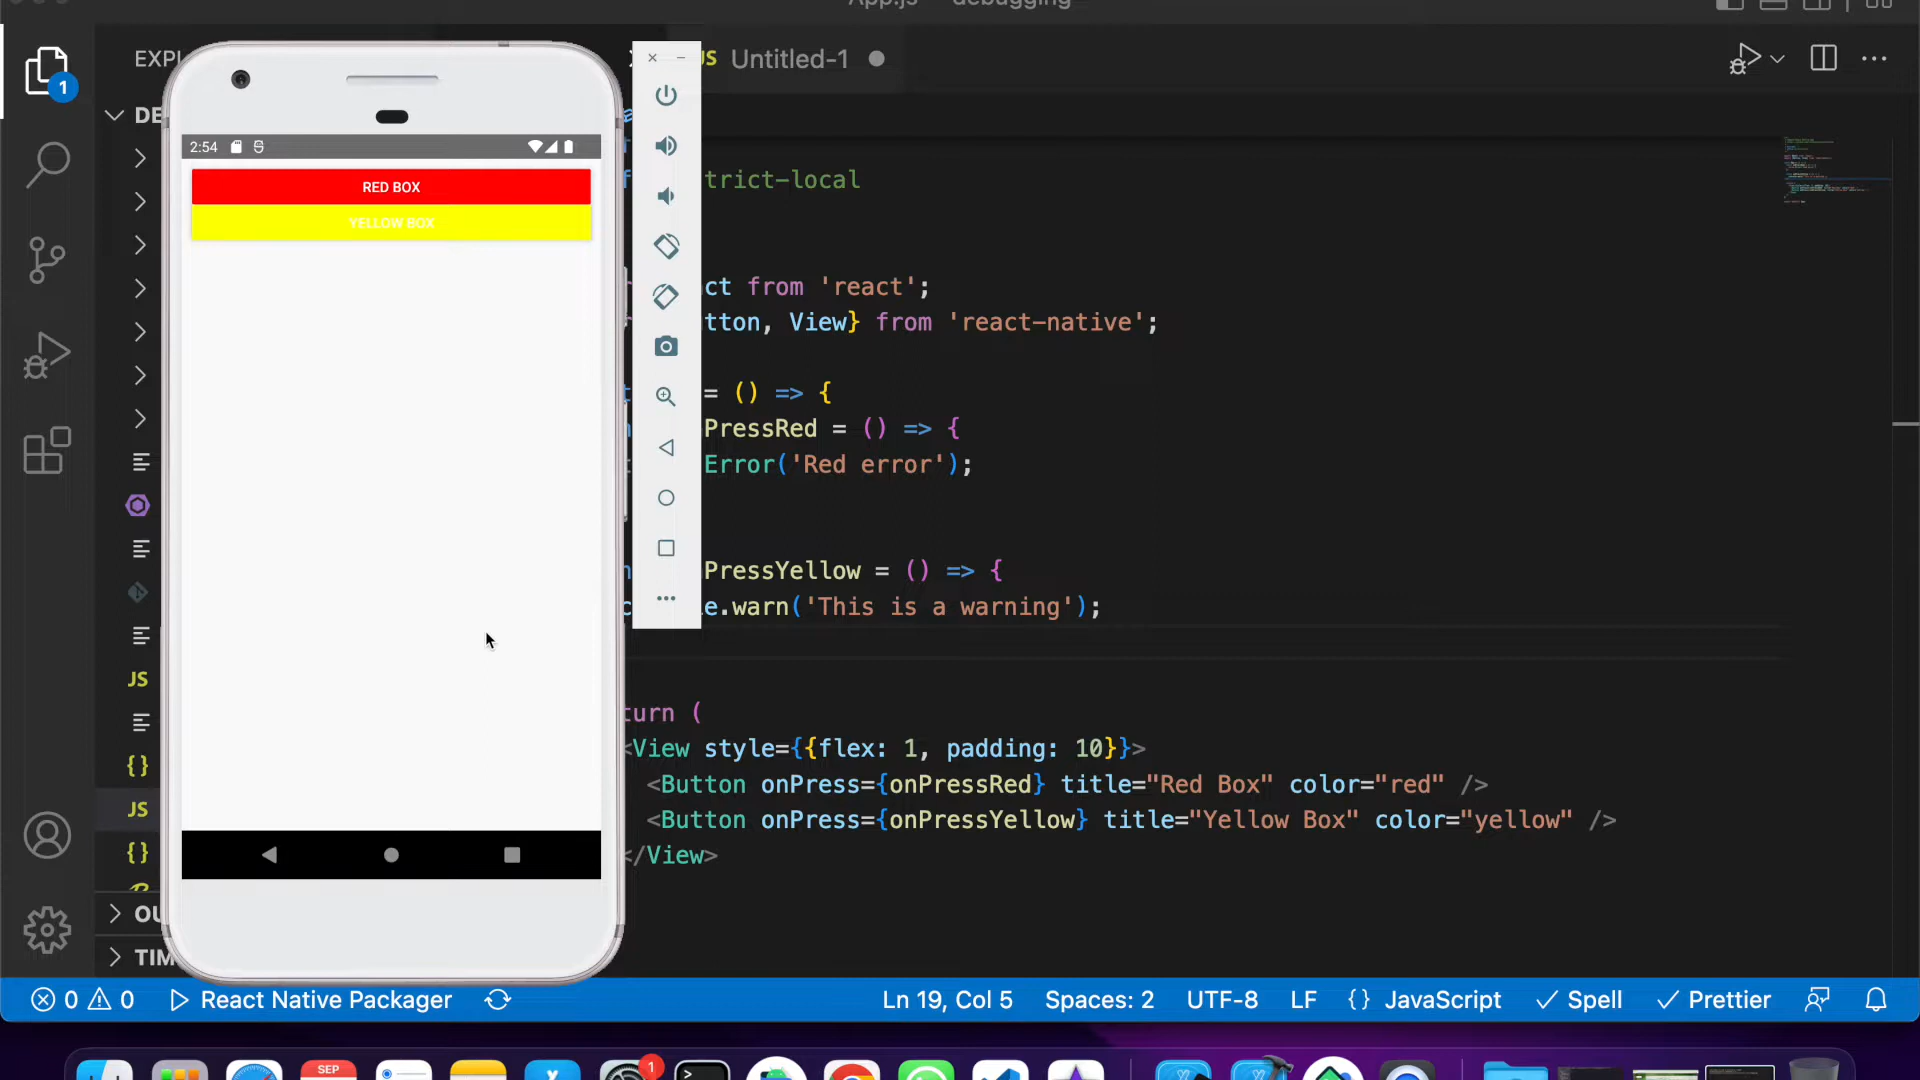 App.js — debugging
EXPL
JS Untitled-1
DE
2:54
RED BOX
YELLOW BOX
trict-local
ct from 'react';
tton, View} from 'react-native';
= () => {
PressRed = () => {
Error('Red error');
PressYellow = () => {
e.warn('This is a warning');
turn (
<View style={{flex: 1, padding: 10}}>
<Button onPress={onPressRed} title="Red Box" color="red" />
<Button onPress={onPressYellow} title="Yellow Box" color="yellow" />
</View>
JS
JS
OU
TIM
0 0 React Native Packager Ln 19, Col 5 Spaces: 2 UTF-8 LF {} JavaScript Spell Prettier
1
SEP
1